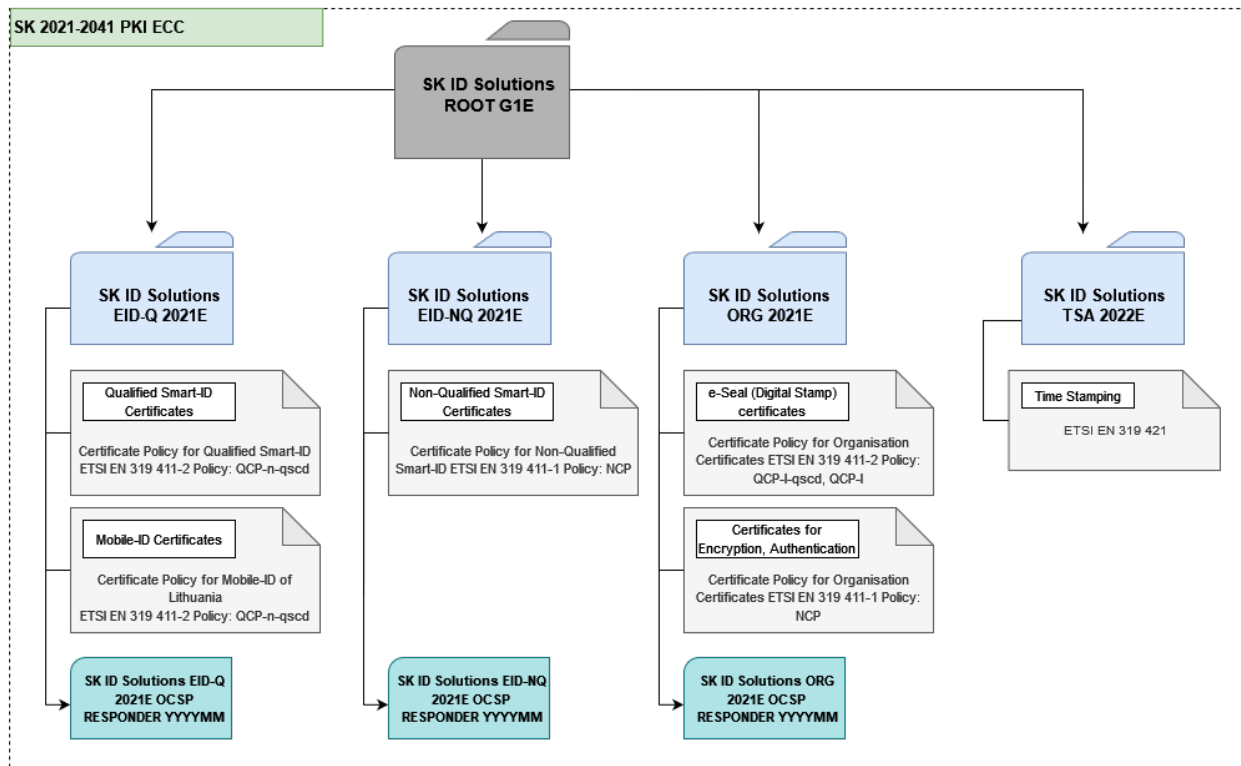 SK 2021-2041 PKI ECC
SK ID Solutions
ROOT G1E
SK ID Solutions
EID-Q 2021E
SK ID Solutions
EID-NQ 2021E
SK ID Solutions
ORG 2021E
SK ID Solutions
TSA 2022E
Qualified Smart-ID
Certificates
Certificate Policy for Qualified Smart-ID
ETSI EN 319 411-2 Policy: QCP-n-qscd
Non-Qualified Smart-ID
Certificates
Certificate Policy for Non-Qualified
Smart-ID ETSI EN 319 411-1 Policy: NCP
e-Seal (Digital Stamp)
certificates
Certificate Policy for Organisation
Certificates ETSI EN 319 411-2 Policy:
QCP-l-qscd, QCP-l
Time Stamping
ETSI EN 319 421
Mobile-ID Certificates
Certificate Policy for Mobile-ID of
Lithuania
ETSI EN 319 411-2 Policy: QCP-n-qscd
Certificates for
Encryption, Authentication
Certificate Policy for Organisation
Certificates ETSI EN 319 411-1 Policy:
NCP
SK ID Solutions EID-Q
2021E OCSP
RESPONDER YYYYMM
SK ID Solutions EID-NQ
2021E OCSP
RESPONDER YYYYMM
SK ID Solutions ORG
2021E OCSP
RESPONDER YYYYMM